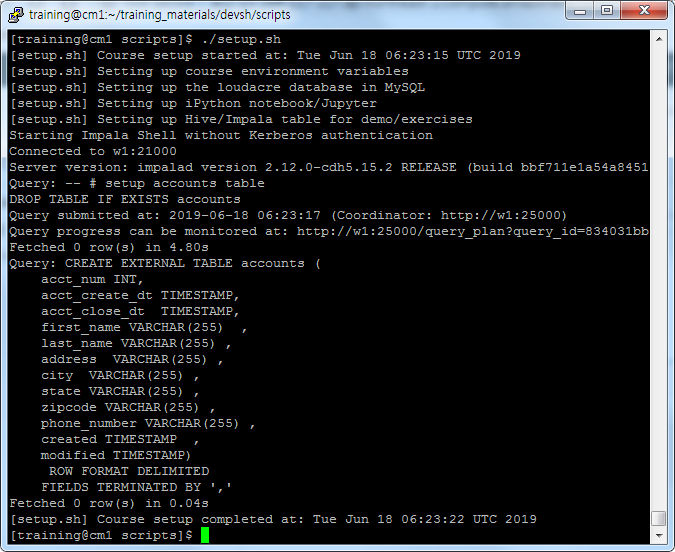 training@cm1:~/training_materials/devsh/scripts
[training@cm1 scripts]$ ./setup.sh
[setup.sh] Course setup started at: Tue Jun 18 06:23:15 UTC 2019
[setup.sh] Setting up course environment variables
[setup.sh] Setting up the loudacre database in MySQL
[setup.sh] Setting up iPython notebook/Jupyter
[setup.sh] Setting up Hive/Impala table for demo/exercises
Starting Impala Shell without Kerberos authentication
Connected to w1:21000
Server version: impalad version 2.12.0-cdh5.15.2 RELEASE (build bbf711e1a54a8451
Query: -- # setup accounts table
DROP TABLE IF EXISTS accounts
Query submitted at: 2019-06-18 06:23:17 (Coordinator: http://w1:25000)
Query progress can be monitored at: http://w1:25000/query_plan?query_id=834031bb
Fetched 0 row(s) in 4.80s
Query: CREATE EXTERNAL TABLE accounts (
    acct_num INT,
    acct_create_dt TIMESTAMP,
    acct_close_dt  TIMESTAMP,
    first_name VARCHAR(255)  ,
    last_name VARCHAR(255) ,
    address  VARCHAR(255) ,
    city  VARCHAR(255) ,
    state VARCHAR(255) ,
    zipcode VARCHAR(255) ,
    phone_number VARCHAR(255) ,
    created TIMESTAMP  ,
    modified TIMESTAMP)
     ROW FORMAT DELIMITED
    FIELDS TERMINATED BY ','
Fetched 0 row(s) in 0.04s
[setup.sh] Course setup completed at: Tue Jun 18 06:23:22 UTC 2019
[training@cm1 scripts]$